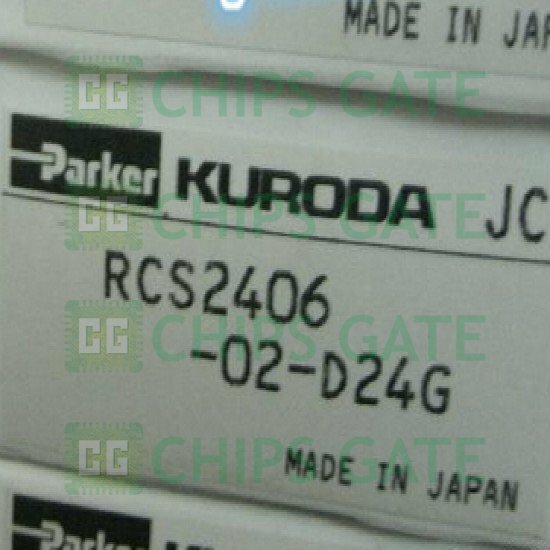 MADE IN JAP
CG CHIPS GATE
Parker KURODA JC
CG CHIPS GATE
RCS2406
CG CHIPS GATE
-02-D24G
CG CHIPS GATE
MADE IN JAPAN
Parker